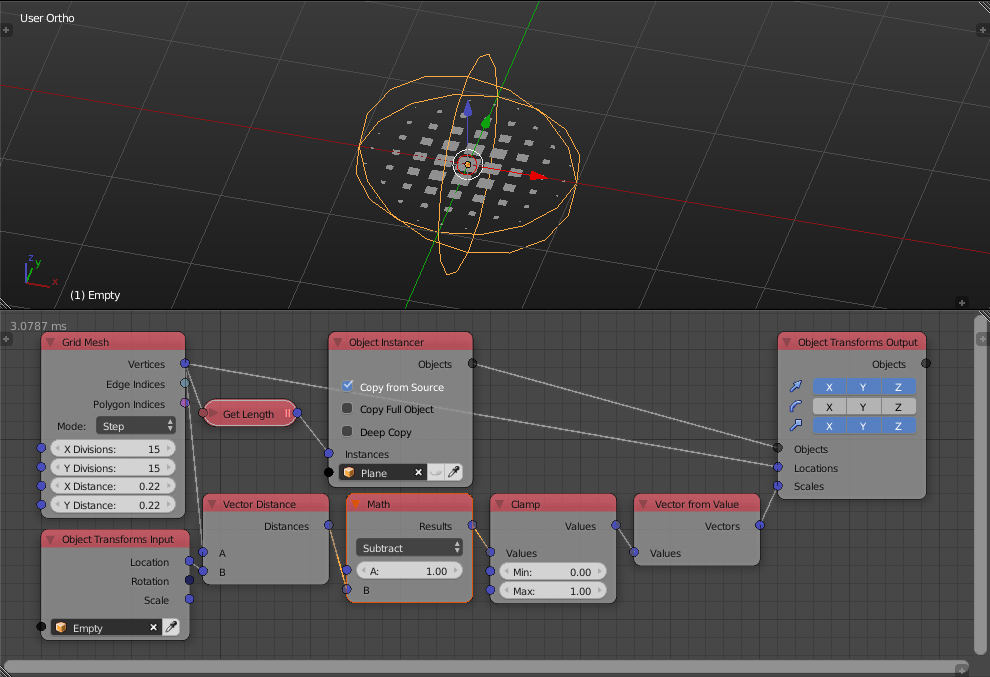 User Ortho
z
y
x
(1) Empty
3.0787 ms
Grid Mesh
Vertices
Edge Indices
Polygon Indices
Mode: Step
X Divisions: 15
Y Divisions: 15
X Distance: 0.22
Y Distance: 0.22
Object Transforms Input
Location
Rotation
Scale
Empty
Get Length
Object Instancer
Objects
Copy from Source
Copy Full Object
Deep Copy
Instances
Plane
Vector Distance
Distances
A
B
Math
Results
Subtract
A: 1.00
B
Clamp
Values
Values
Min: 0.00
Max: 1.00
Vector from Value
Vectors
Values
Object Transforms Output
Objects
X Y Z
X Y Z
X Y Z
Objects
Locations
Scales